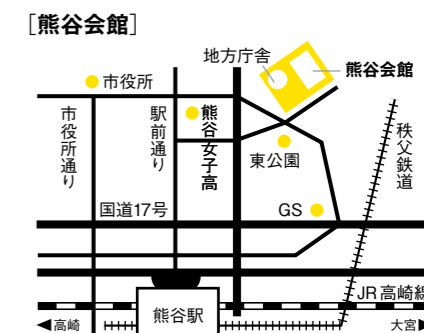 ［熊谷会館］
地方庁舎
熊谷会館
市役所
市役所通り
駅前通り
熊谷女子高
東公園
秩父鉄道
国道17号
GS
JR高崎線
熊谷駅
◀高崎
大宮▶